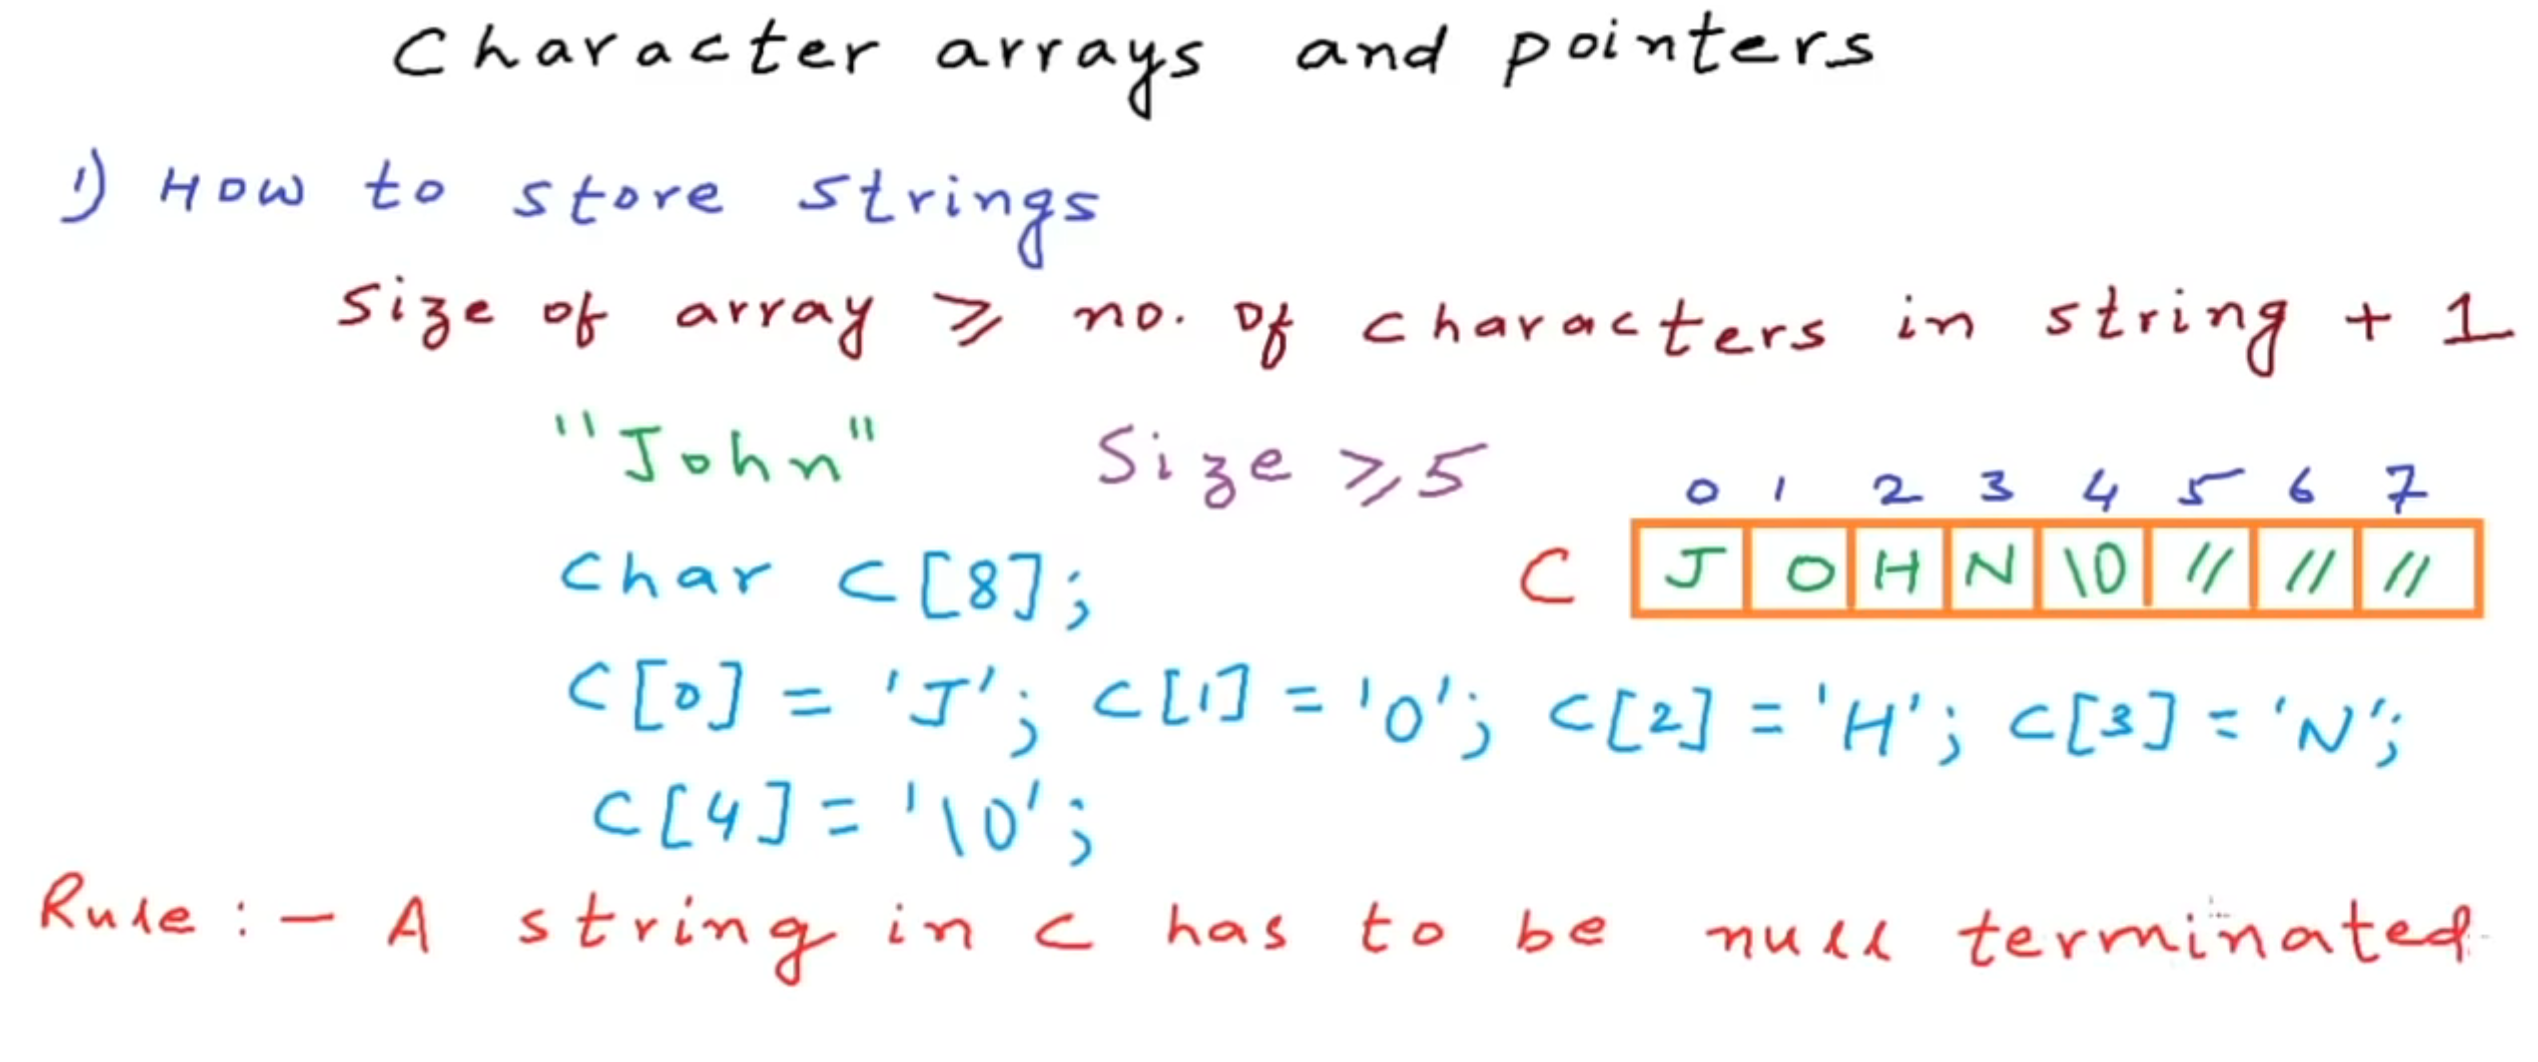 Character arrays and pointers
1) How to store strings
Size of array ⩾ no. of characters in string + 1
"John" Size ⩾ 5
0 1 2 3 4 5 6 7
Char C[8]; C J O H N \0 // // //
C[0] = 'J'; C[1] = 'O'; C[2] = 'H'; C[3] = 'N';
C[4] = '\0';
Rule :- A string in C has to be null terminated